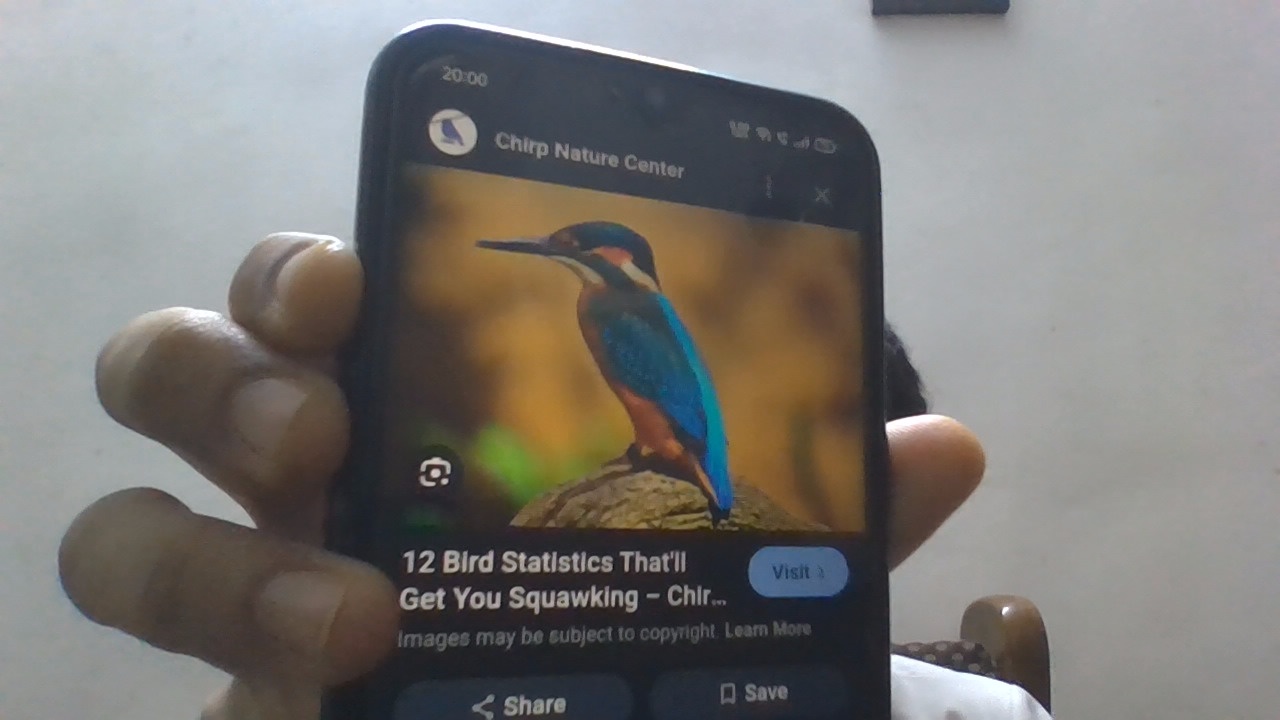 20:00
Chirp Nature Center
12 Bird Statistics That'll
Get You Squawking – Chir...
Visit
Images may be subject to copyright. Learn More
Share
Save